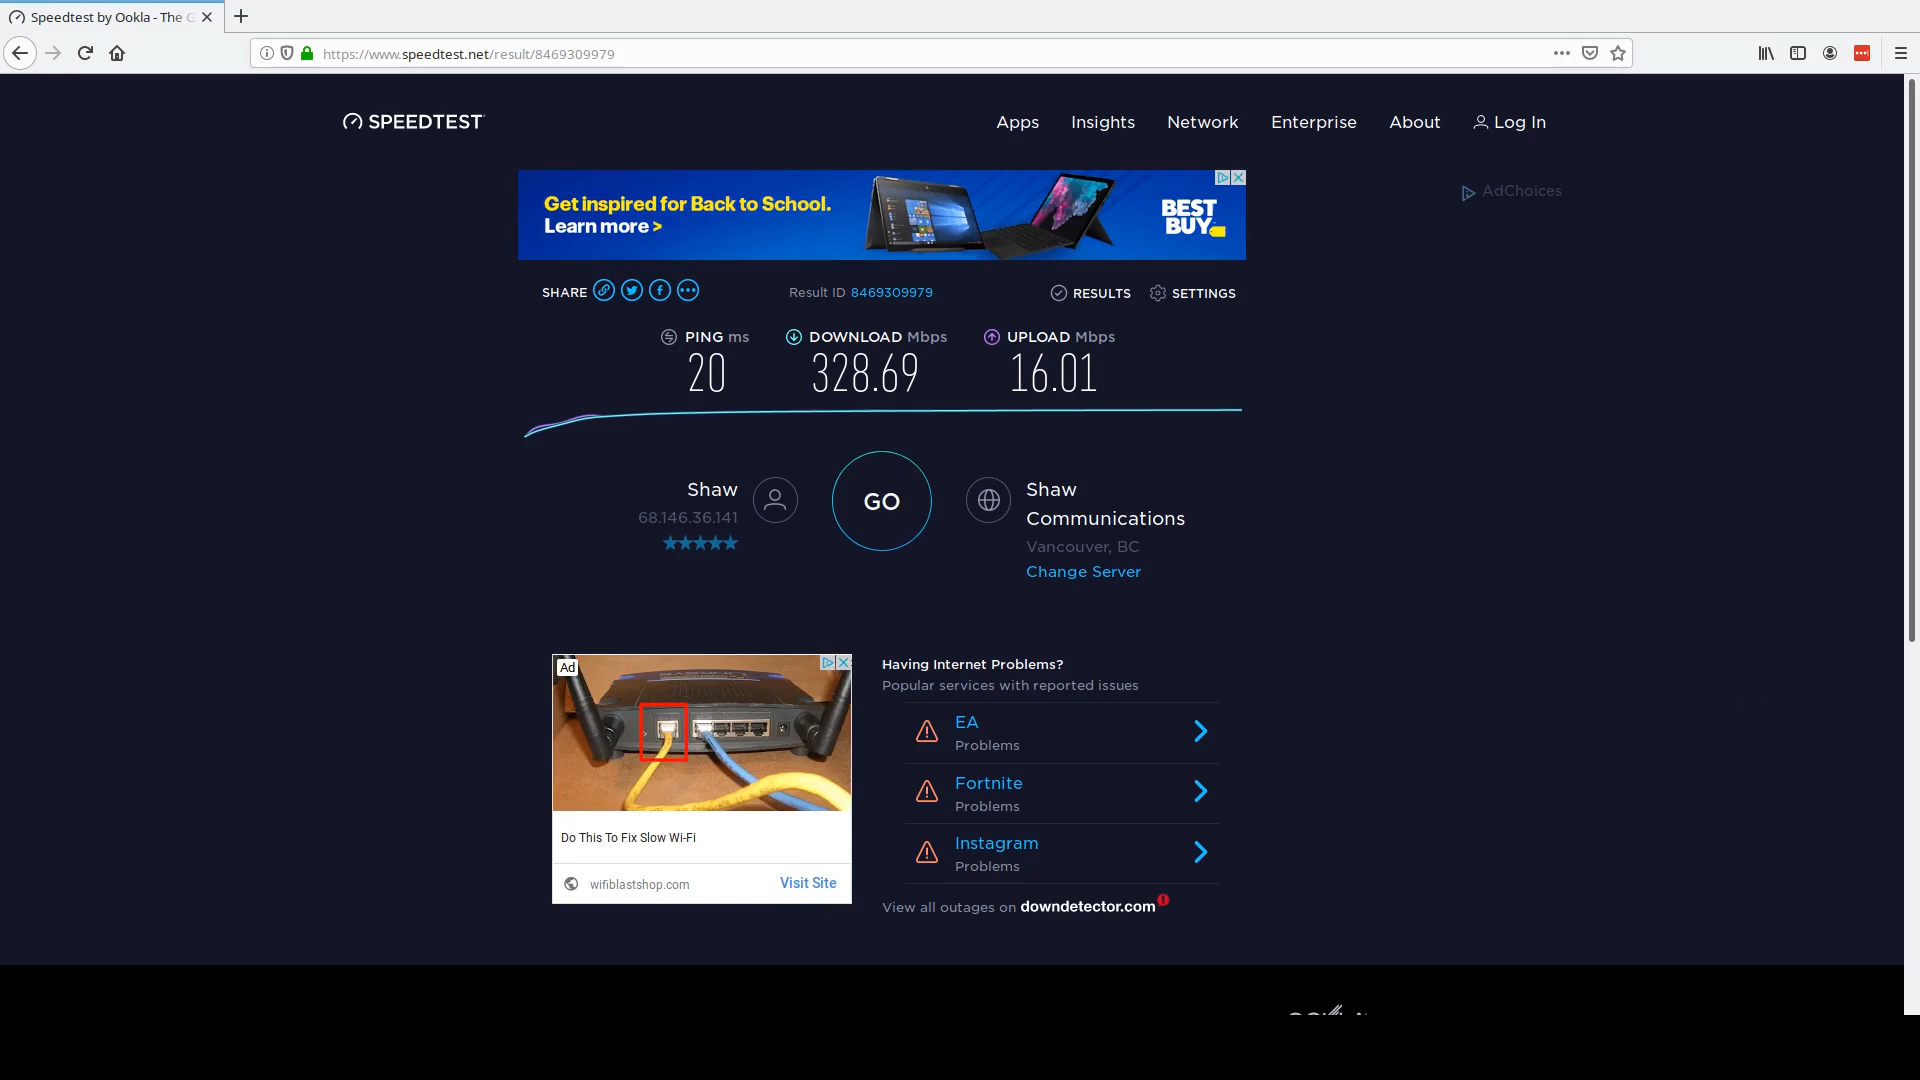 Speedtest by Ookla - The G
https://www.speedtest.net/result/8469309979
SPEEDTEST
Apps
Insights
Network
Enterprise
About
Log In
Get inspired for Back to School.
Learn more >
BEST
BUY
AdChoices
SHARE
Result ID 8469309979
RESULTS
SETTINGS
PING ms
DOWNLOAD Mbps
UPLOAD Mbps
20
328.69
16.01
Shaw
68.146.36.141
GO
Shaw
Communications
Vancouver, BC
Change Server
Ad
Do This To Fix Slow Wi-Fi
wifiblastshop.com
Visit Site
Having Internet Problems?
Popular services with reported issues
EA
Problems
Fortnite
Problems
Instagram
Problems
View all outages on downdetector.com